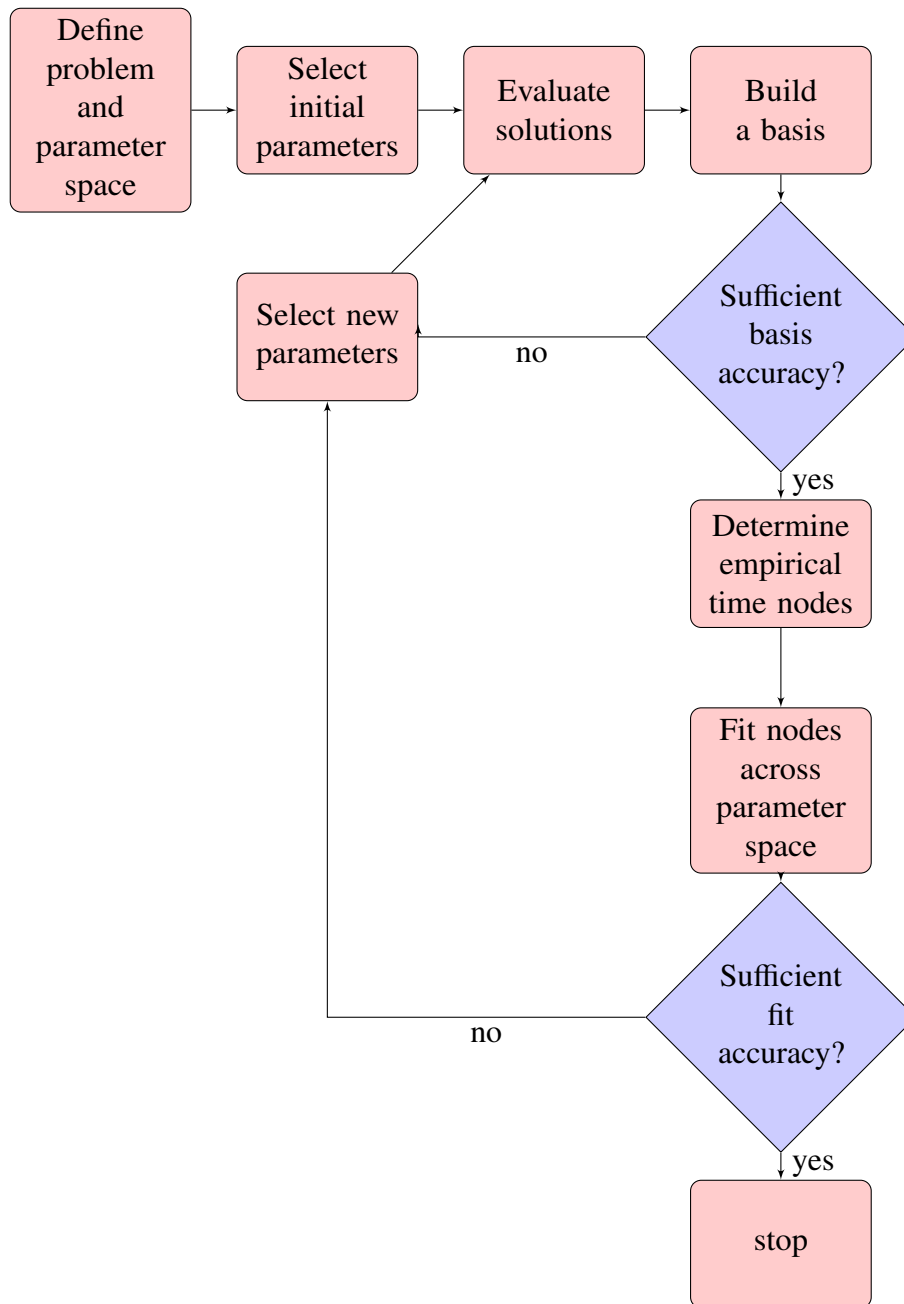 Define
problem
and
parameter
space
Select
initial
parameters
Evaluate
solutions
Build
a basis
Sufficient
basis
accuracy?
no
Select new
parameters
yes
Determine
empirical
time nodes
Fit nodes
across
parameter
space
Sufficient
fit
accuracy?
no
yes
stop